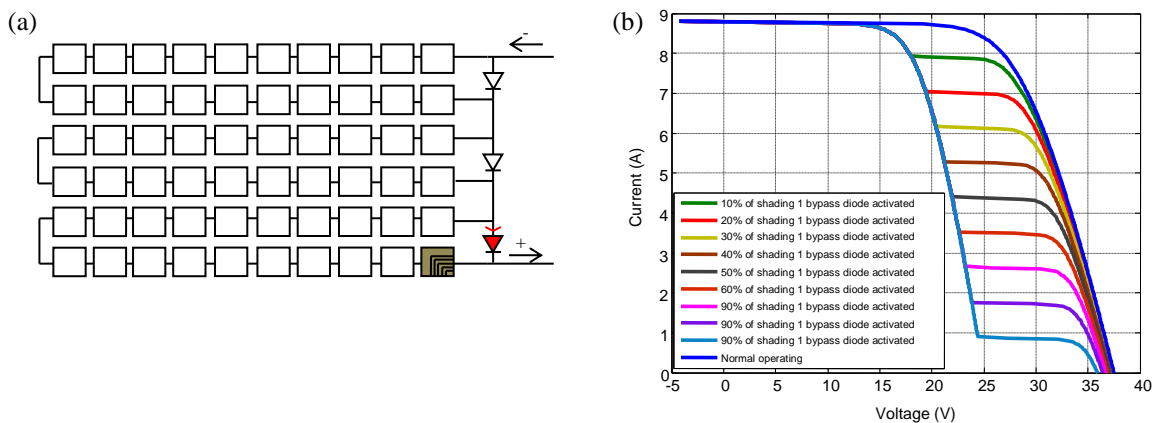 (a)
-
+
(b)
9
8
7
6
5
4
3
2
1
0
Current (A)
10% of shading 1 bypass diode activated
20% of shading 1 bypass diode activated
30% of shading 1 bypass diode activated
40% of shading 1 bypass diode activated
50% of shading 1 bypass diode activated
60% of shading 1 bypass diode activated
90% of shading 1 bypass diode activated
90% of shading 1 bypass diode activated
90% of shading 1 bypass diode activated
Normal operating
-5 0 5 10 15 20 25 30 35 40
Voltage (V)